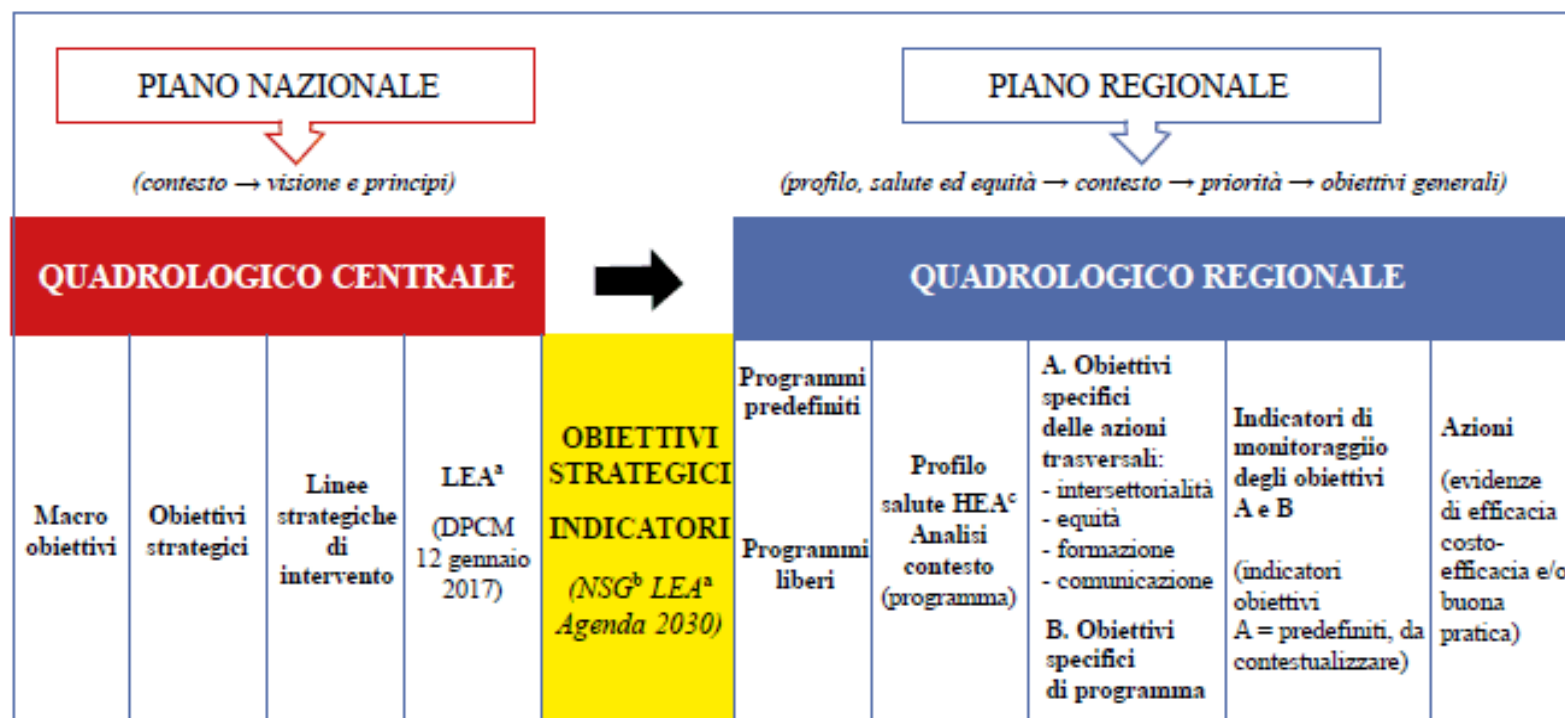 PIANO NAZIONALE
PIANO REGIONALE
(contesto → visione e principi)
(profilo, salute ed equità → contesto → priorità → obiettivi generali)
QUADROLOGICO CENTRALE
QUADROLOGICO REGIONALE
Macro
obiettivi
Obiettivi
strategici
Linee
strategiche
di
intervento
LEAᵃ
(DPCM
12 gennaio
2017)
OBIETTIVI
STRATEGICI
INDICATORI
(NSGᵇ LEAᵃ
Agenda 2030)
Programmi
predefiniti
Programmi
liberi
Profilo
salute HEAᶜ
Analisi
contesto
(programma)
A. Obiettivi
specifici
delle azioni
trasversali:
- intersettorialità
- equità
- formazione
- comunicazione
B. Obiettivi
specifici
di programma
Indicatori di
monitoraggiio
degli obiettivi
A e B
(indicatori
obiettivi
A = predefiniti, da
contestualizzare)
Azioni
(evidenze
di efficacia
costo-
efficacia e/o
buona
pratica)